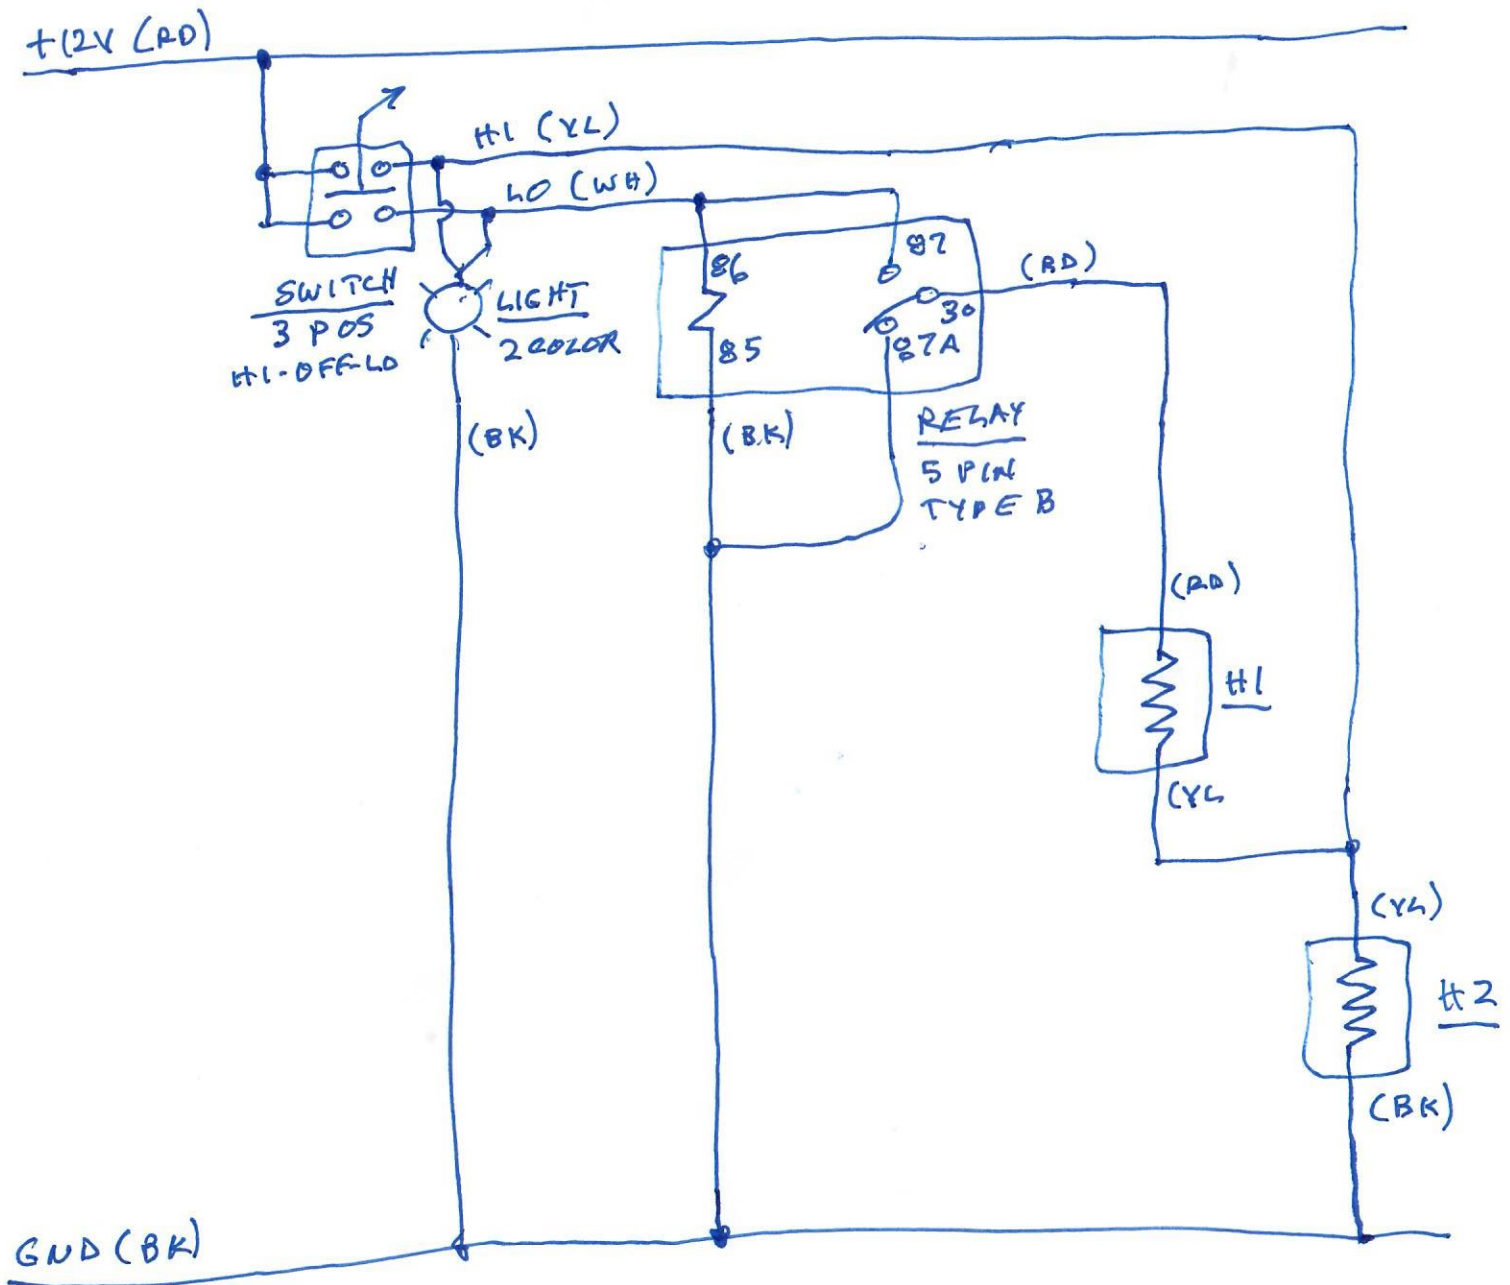 +12V (RD)
HI (YL)
LO (WH)
SWITCH
3 POS
HI-OFF-LO
LIGHT
2 COLOR
86
85
87
30
87A
(RD)
(BK)
(BK)
RELAY
5 PIN
TYPE B
(RD)
H1
(YL
(YL)
H2
(BK)
GND (BK)